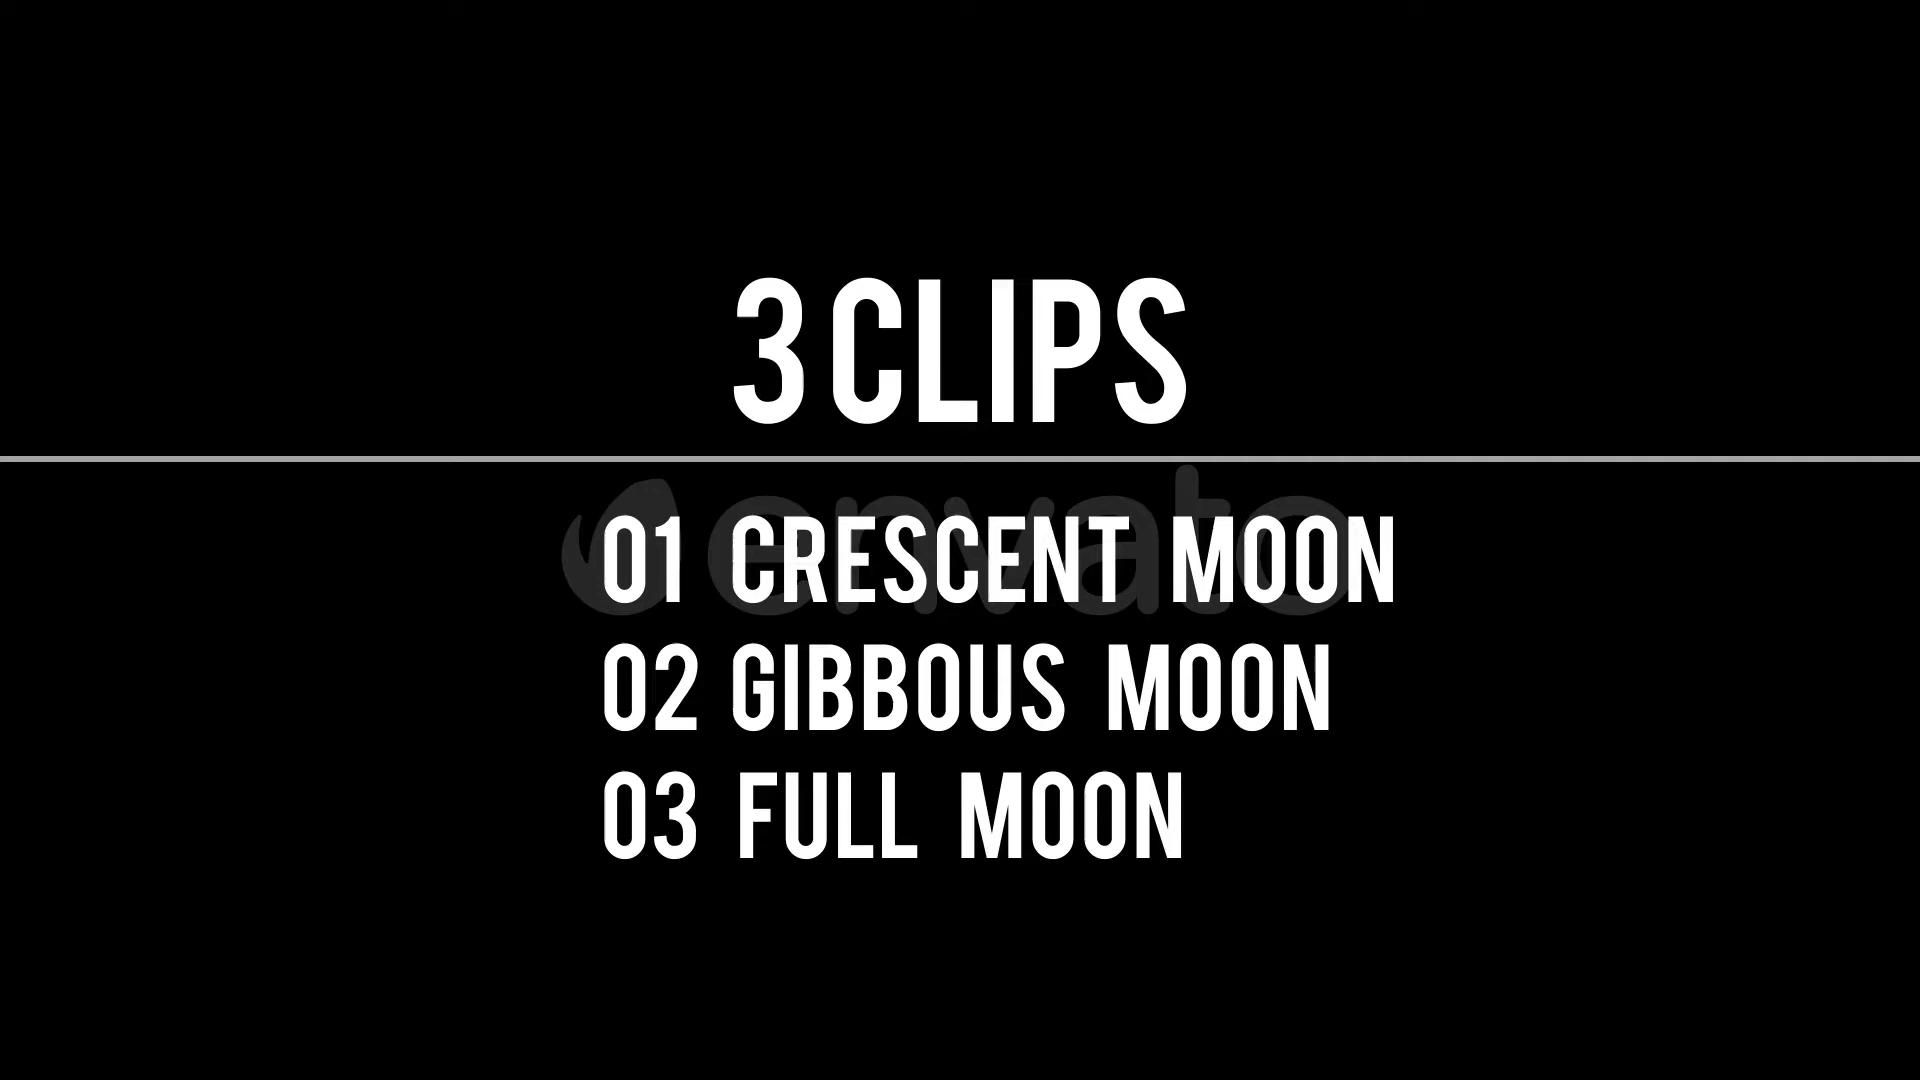 3 CLIPS
envato
01 CRESCENT MOON
02 GIBBOUS MOON
03 FULL MOON